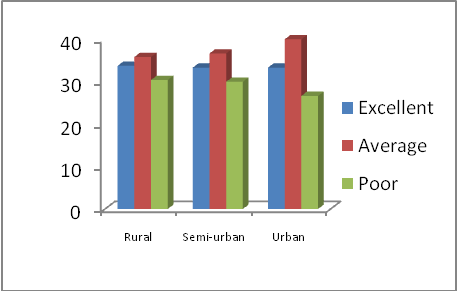 40
30
20
10
0
Rural
Semi-urban
Urban
Excellent
Average
Poor